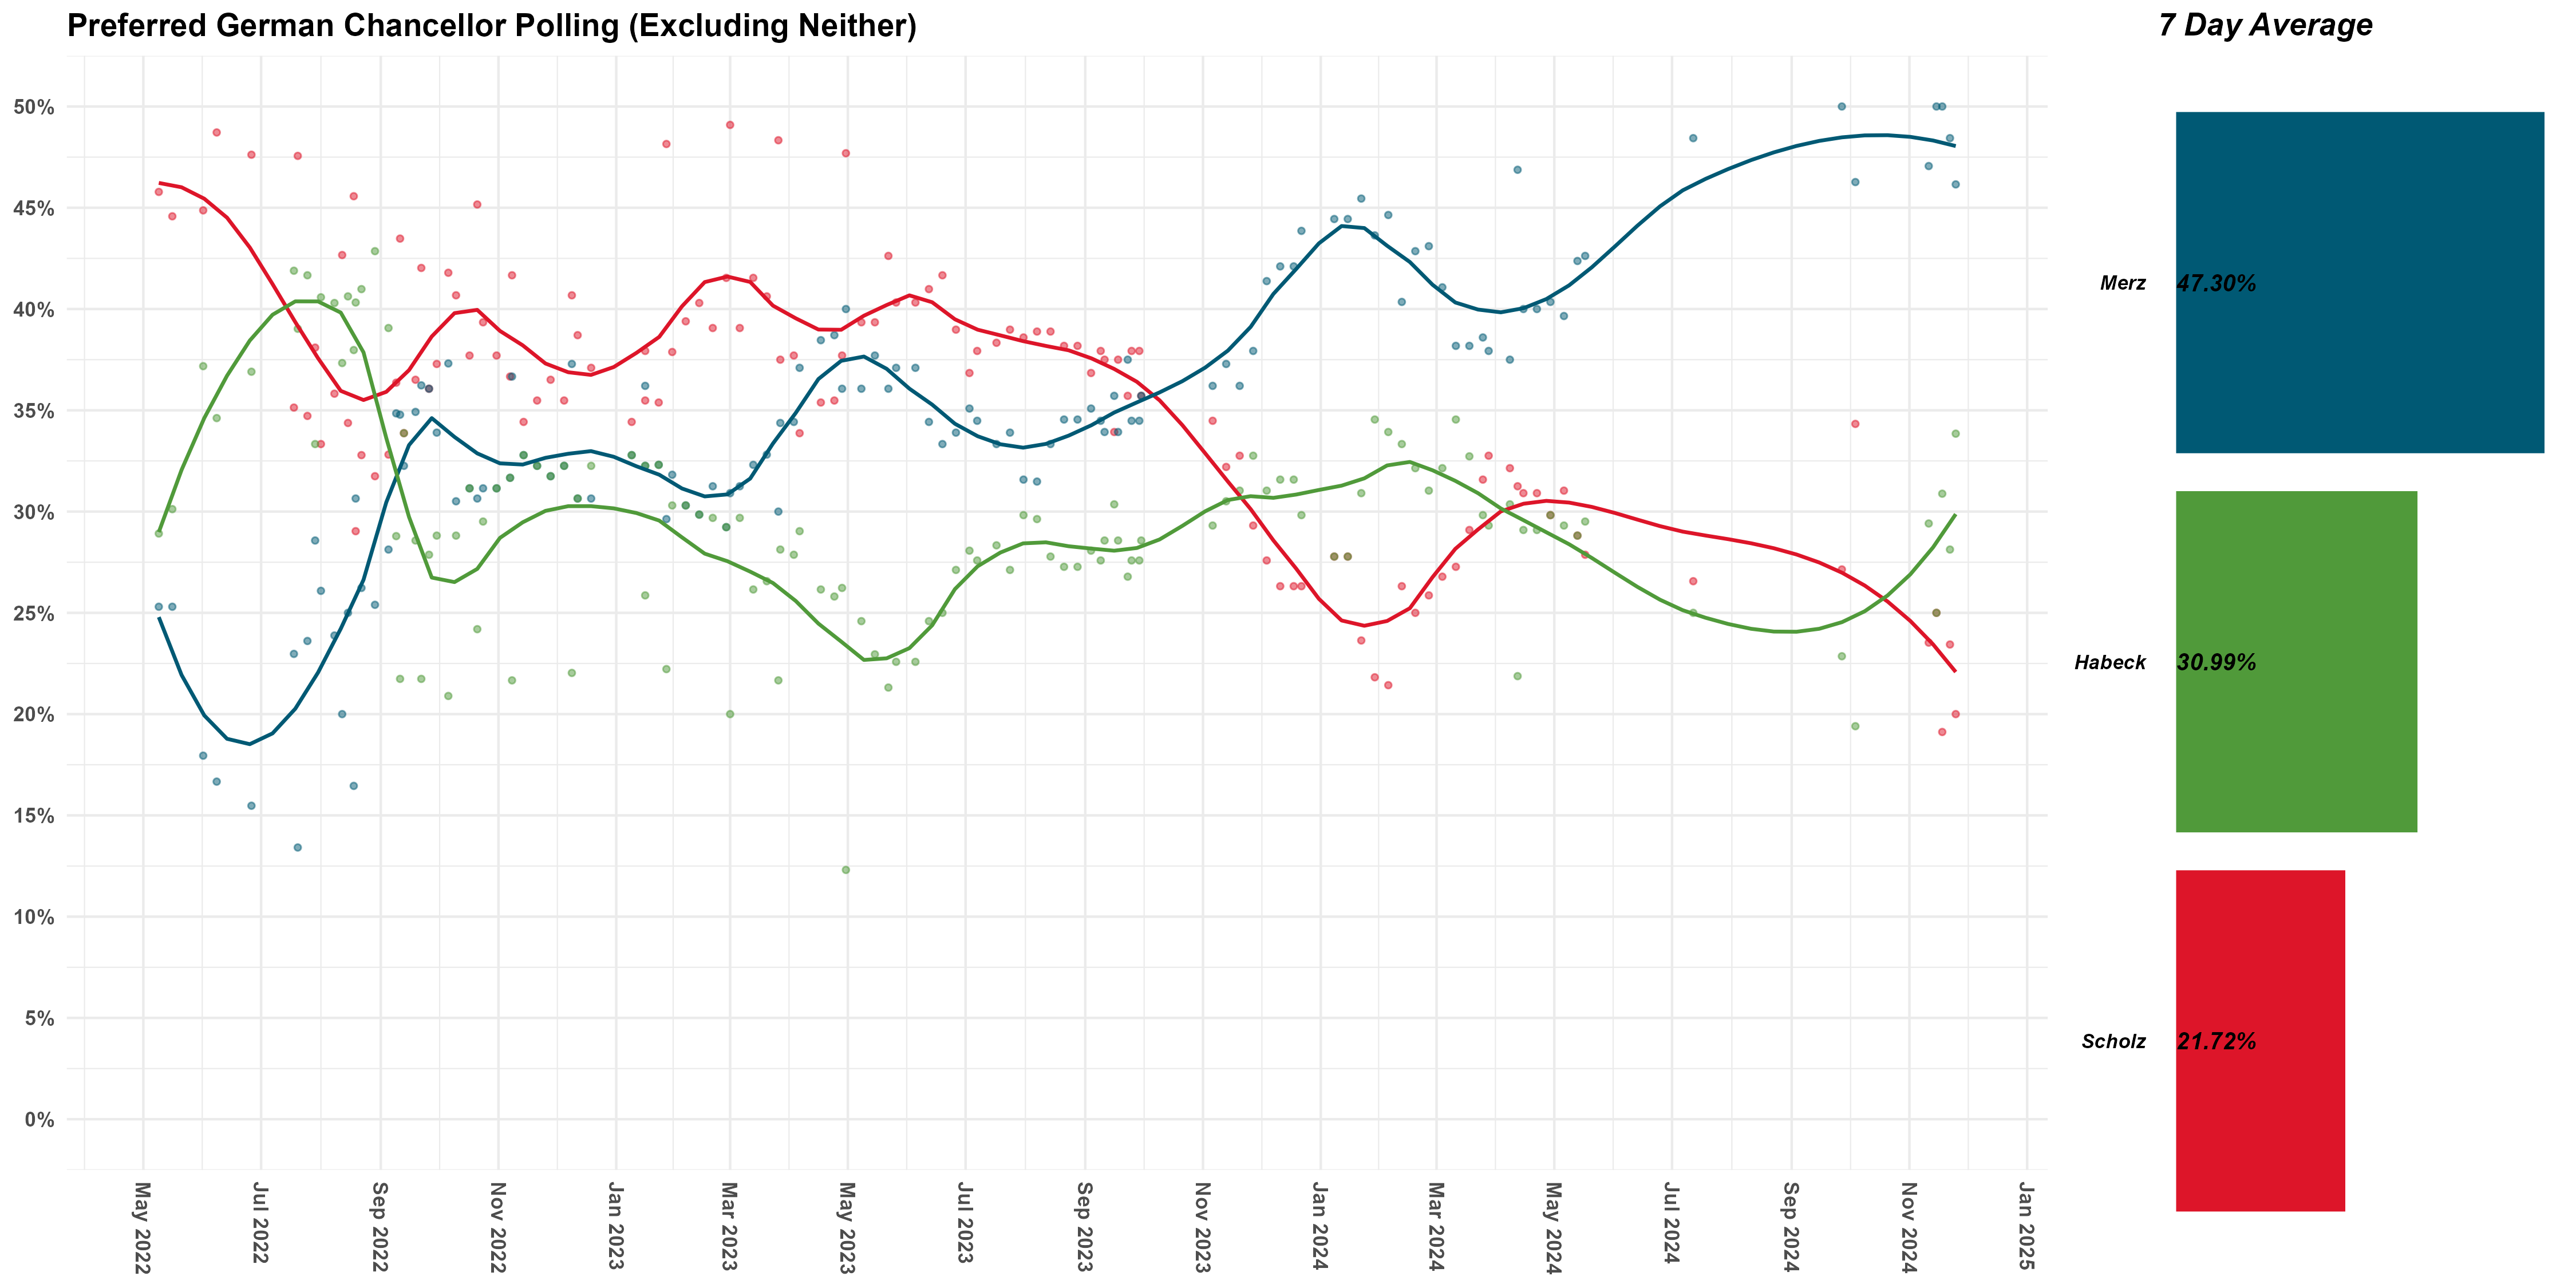 Preferred German Chancellor Polling (Excluding Neither)
7 Day Average
50%
45%
40%
35%
30%
25%
20%
15%
10%
5%
0%
May 2022
Jul 2022
Sep 2022
Nov 2022
Jan 2023
Mar 2023
May 2023
Jul 2023
Sep 2023
Nov 2023
Jan 2024
Mar 2024
May 2024
Jul 2024
Sep 2024
Nov 2024
Jan 2025
Merz 47.30%
Habeck 30.99%
Scholz 21.72%